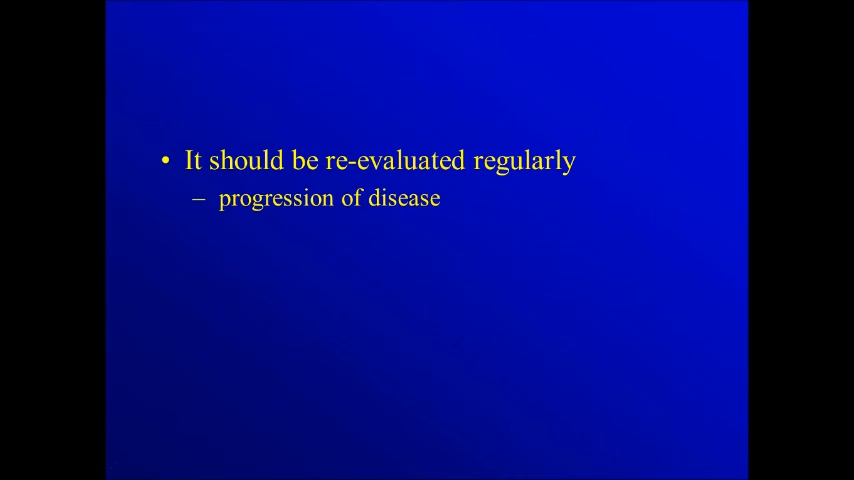 • It should be re-evaluated regularly
– progression of disease